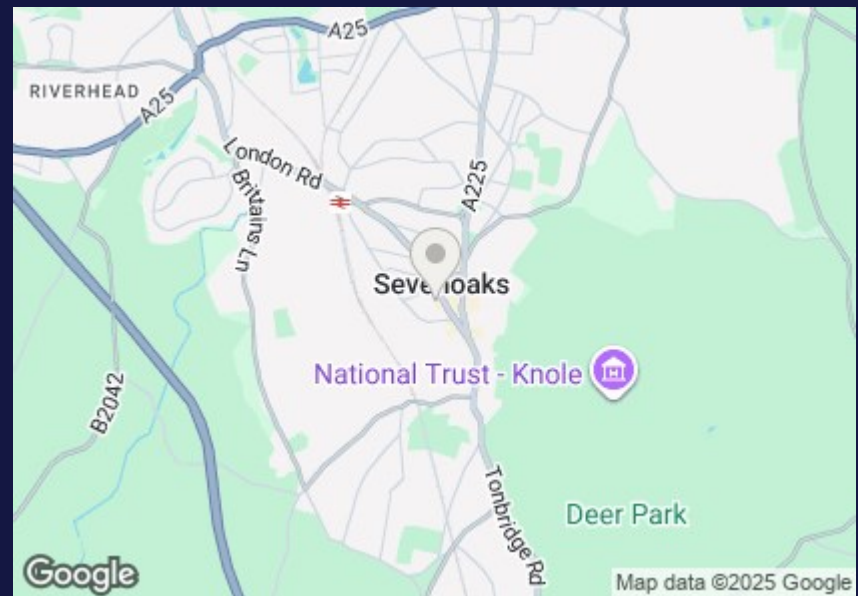 A25
RIVERHEAD
A25
London Rd
Brittains Ln
A225
Sevenoaks
National Trust - Knole
B2042
Tonbridge Rd
Deer Park
Google
Map data ©2025 Google